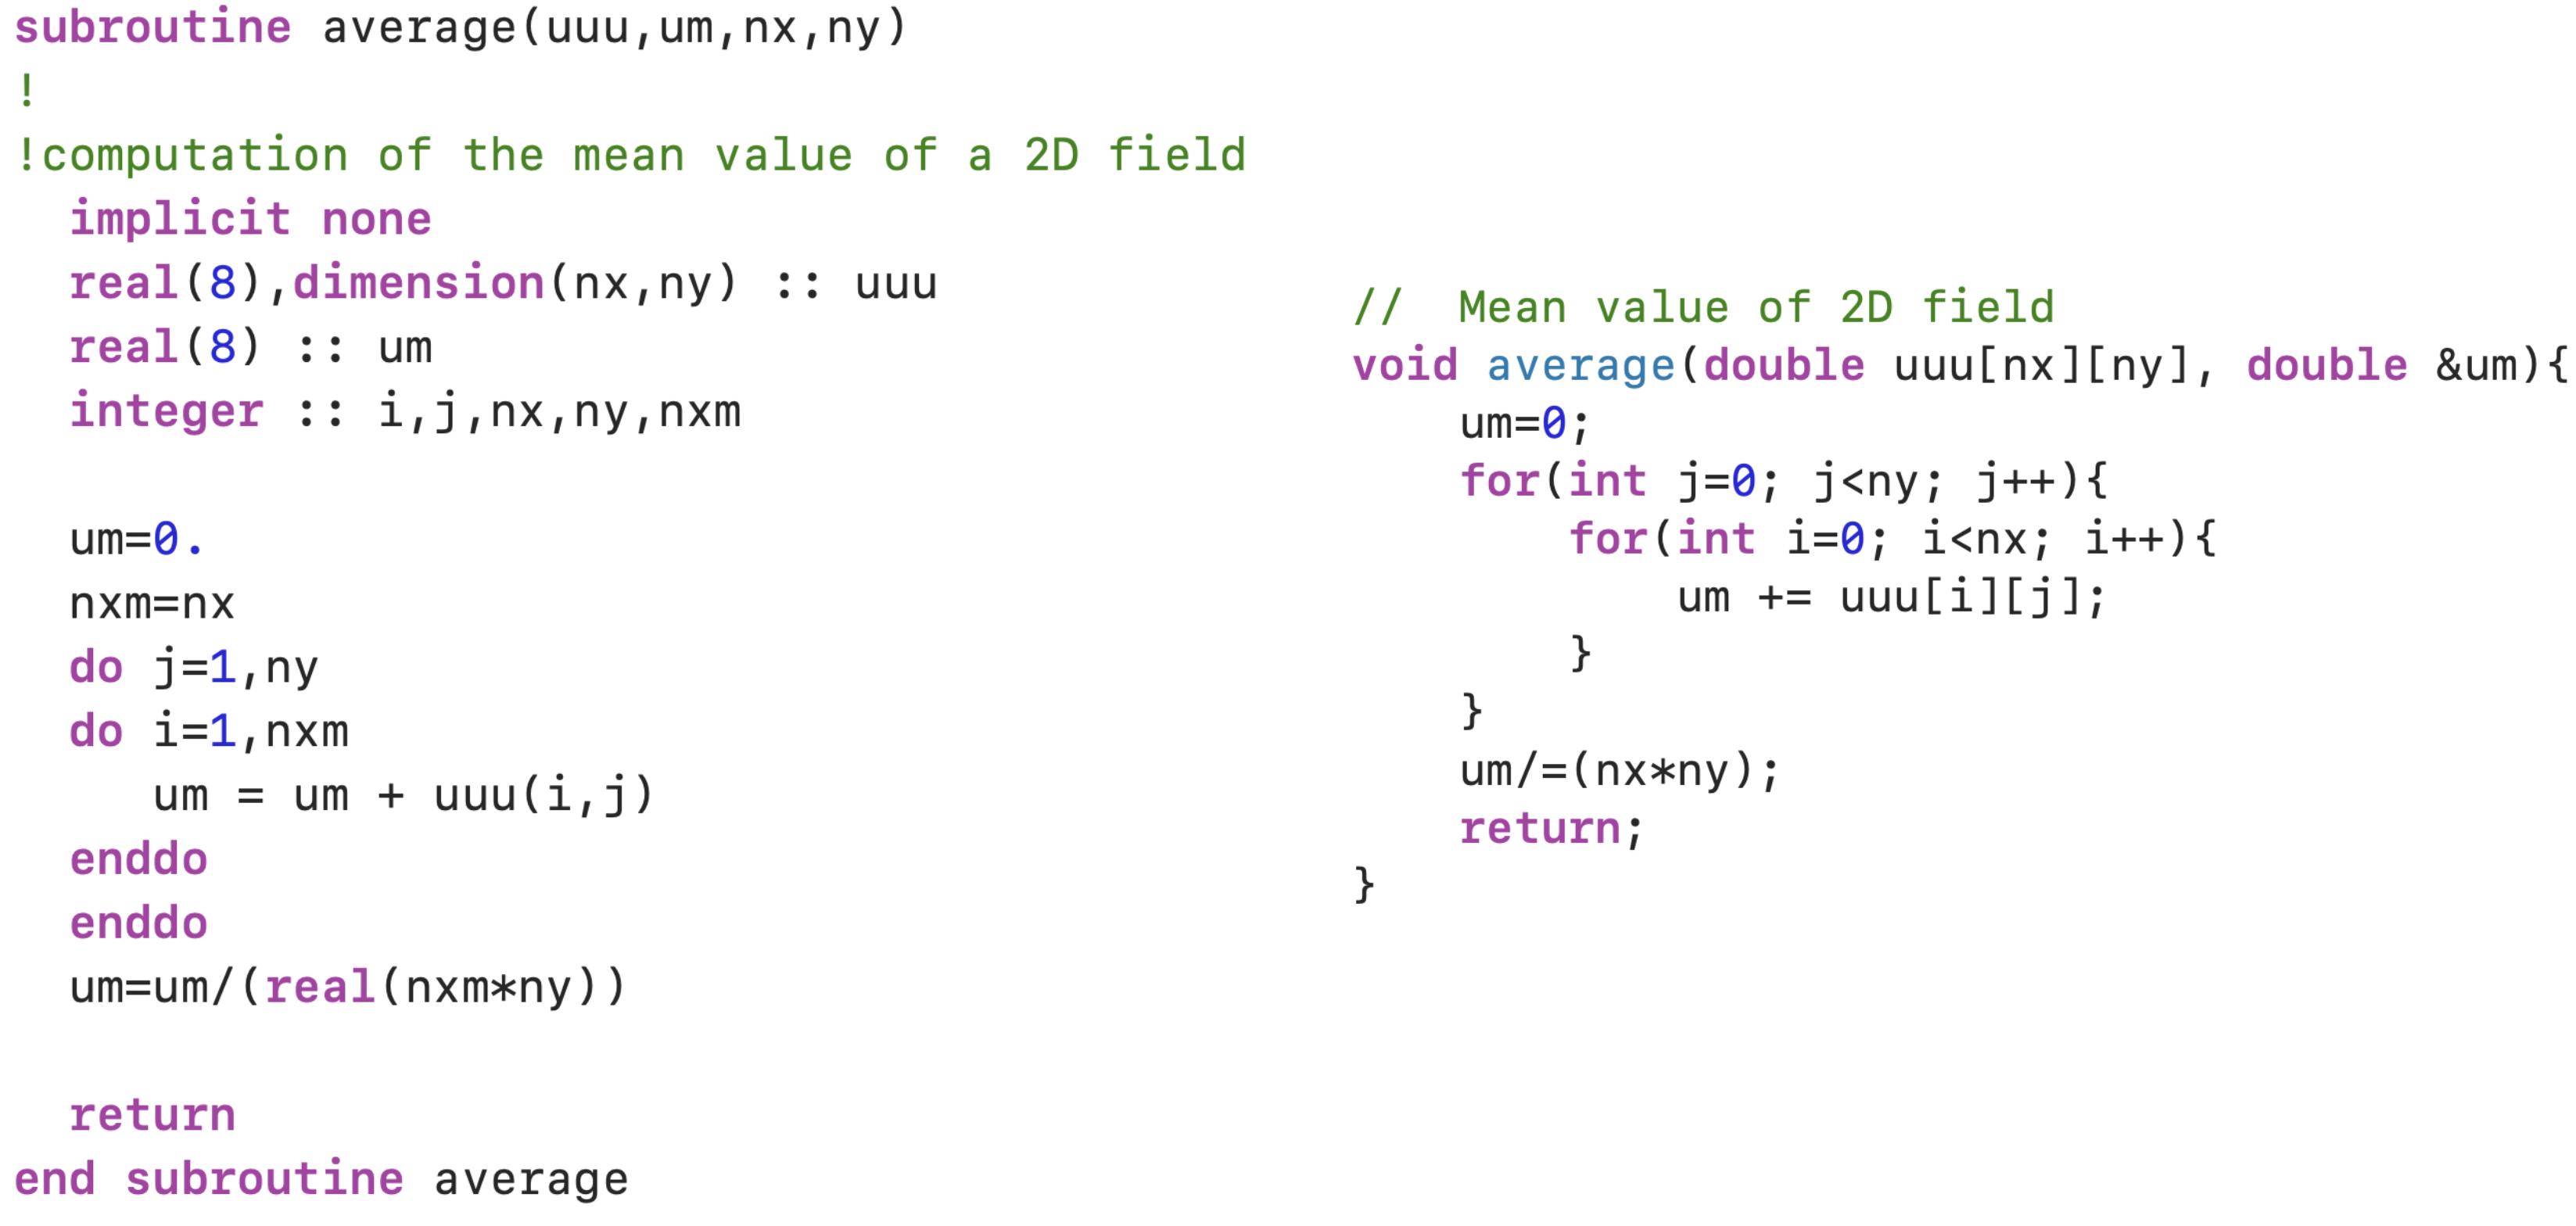 subroutine average(uuu,um,nx,ny)
!
!computation of the mean value of a 2D field
  implicit none
  real(8),dimension(nx,ny) :: uuu
  real(8) :: um
  integer :: i,j,nx,ny,nxm
  um=0.
  nxm=nx
  do j=1,ny
  do i=1,nxm
     um = um + uuu(i,j)
  enddo
  enddo
  um=um/(real(nxm*ny))
  return
end subroutine average
//  Mean value of 2D field
void average(double uuu[nx][ny], double &um){
    um=0;
    for(int j=0; j<ny; j++){
        for(int i=0; i<nx; i++){
            um += uuu[i][j];
        }
    }
    um/=(nx*ny);
    return;
}